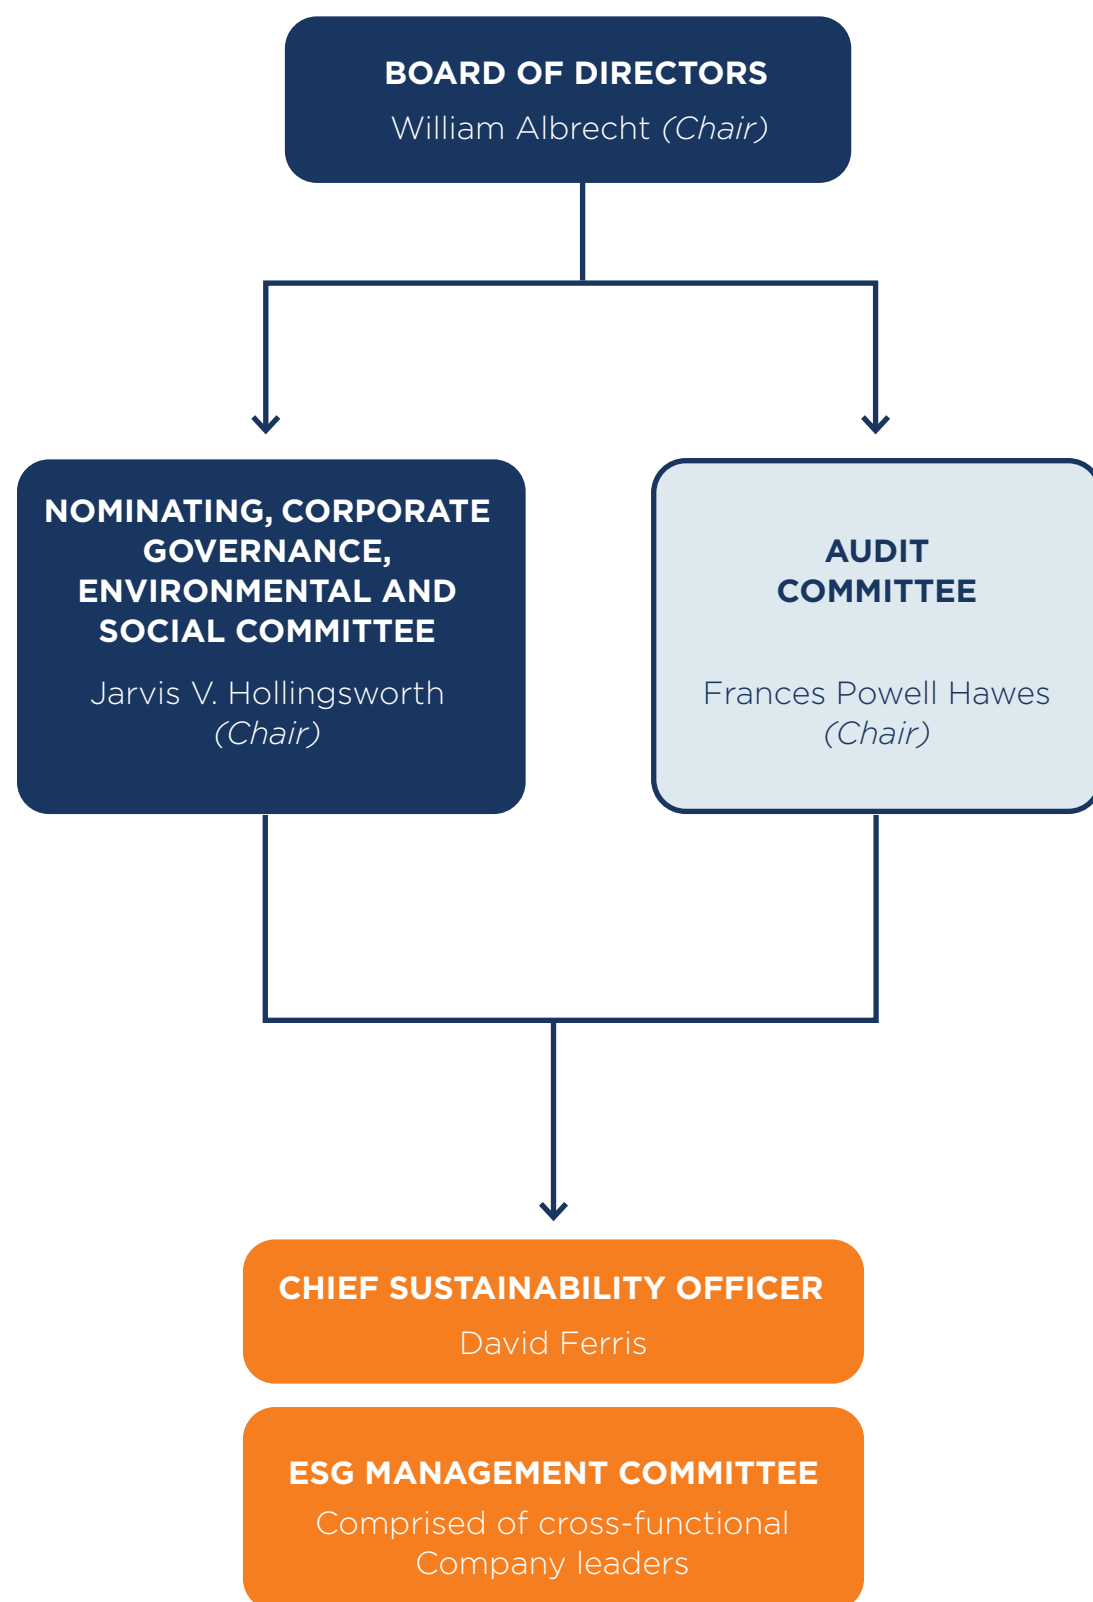 BOARD OF DIRECTORS
William Albrecht (Chair)
NOMINATING, CORPORATE
GOVERNANCE,
ENVIRONMENTAL AND
SOCIAL COMMITTEE
Jarvis V. Hollingsworth
(Chair)
AUDIT
COMMITTEE
Frances Powell Hawes
(Chair)
CHIEF SUSTAINABILITY OFFICER
David Ferris
ESG MANAGEMENT COMMITTEE
Comprised of cross-functional
Company leaders